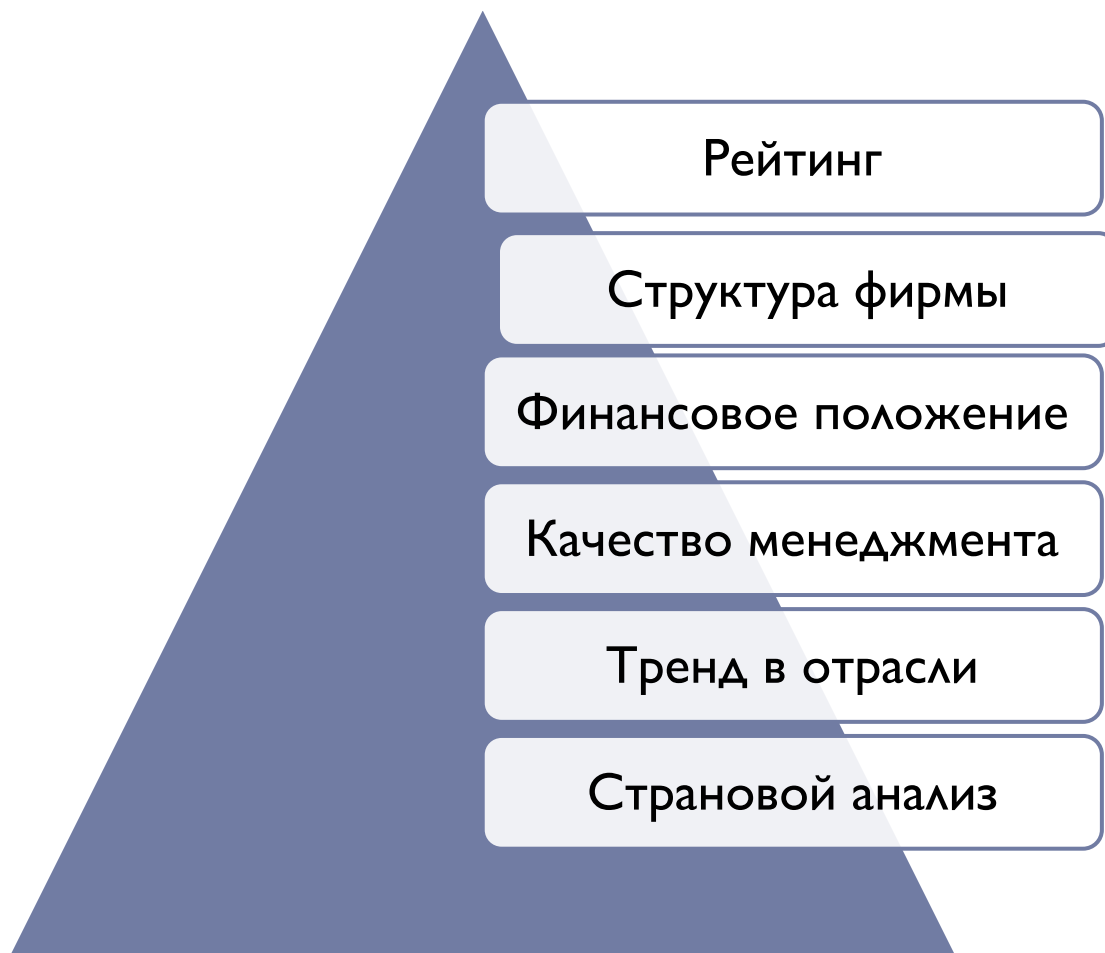 Рейтинг
Структура фирмы
Финансовое положение
Качество менеджмента
Тренд в отрасли
Страновой анализ